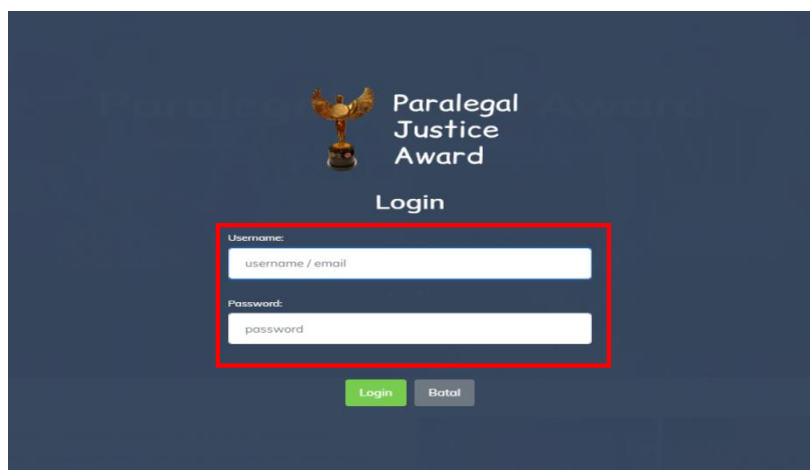 Paralegal
Justice
Award
Login
Username:
username / email
Password:
password
Login Batal